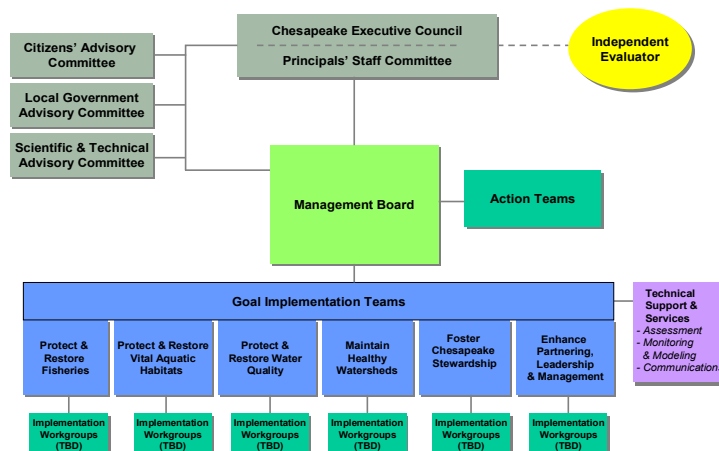 Chesapeake Executive Council
Principals' Staff Committee
Independent
Evaluator
Citizens' Advisory
Committee
Local Government
Advisory Committee
Scientific & Technical
Advisory Committee
Management Board
Action Teams
Goal Implementation Teams
Technical
Support &
Services
- Assessment
- Monitoring
& Modeling
- Communication
Protect &
Restore
Fisheries
Protect & Restore
Vital Aquatic
Habitats
Protect &
Restore Water
Quality
Maintain
Healthy
Watersheds
Foster
Chesapeake
Stewardship
Enhance
Partnering,
Leadership
& Management
Implementation
Workgroups
(TBD)
Implementation
Workgroups
(TBD)
Implementation
Workgroups
(TBD)
Implementation
Workgroups
(TBD)
Implementation
Workgroups
(TBD)
Implementation
Workgroups
(TBD)